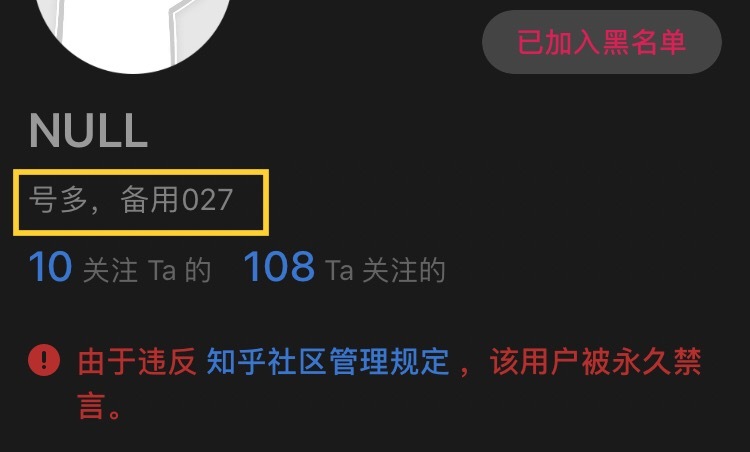 已加入黑名单
NULL
号多，备用027
10 关注 Ta 的 108 Ta 关注的
由于违反 知乎社区管理规定 ，该用户被永久禁
言。